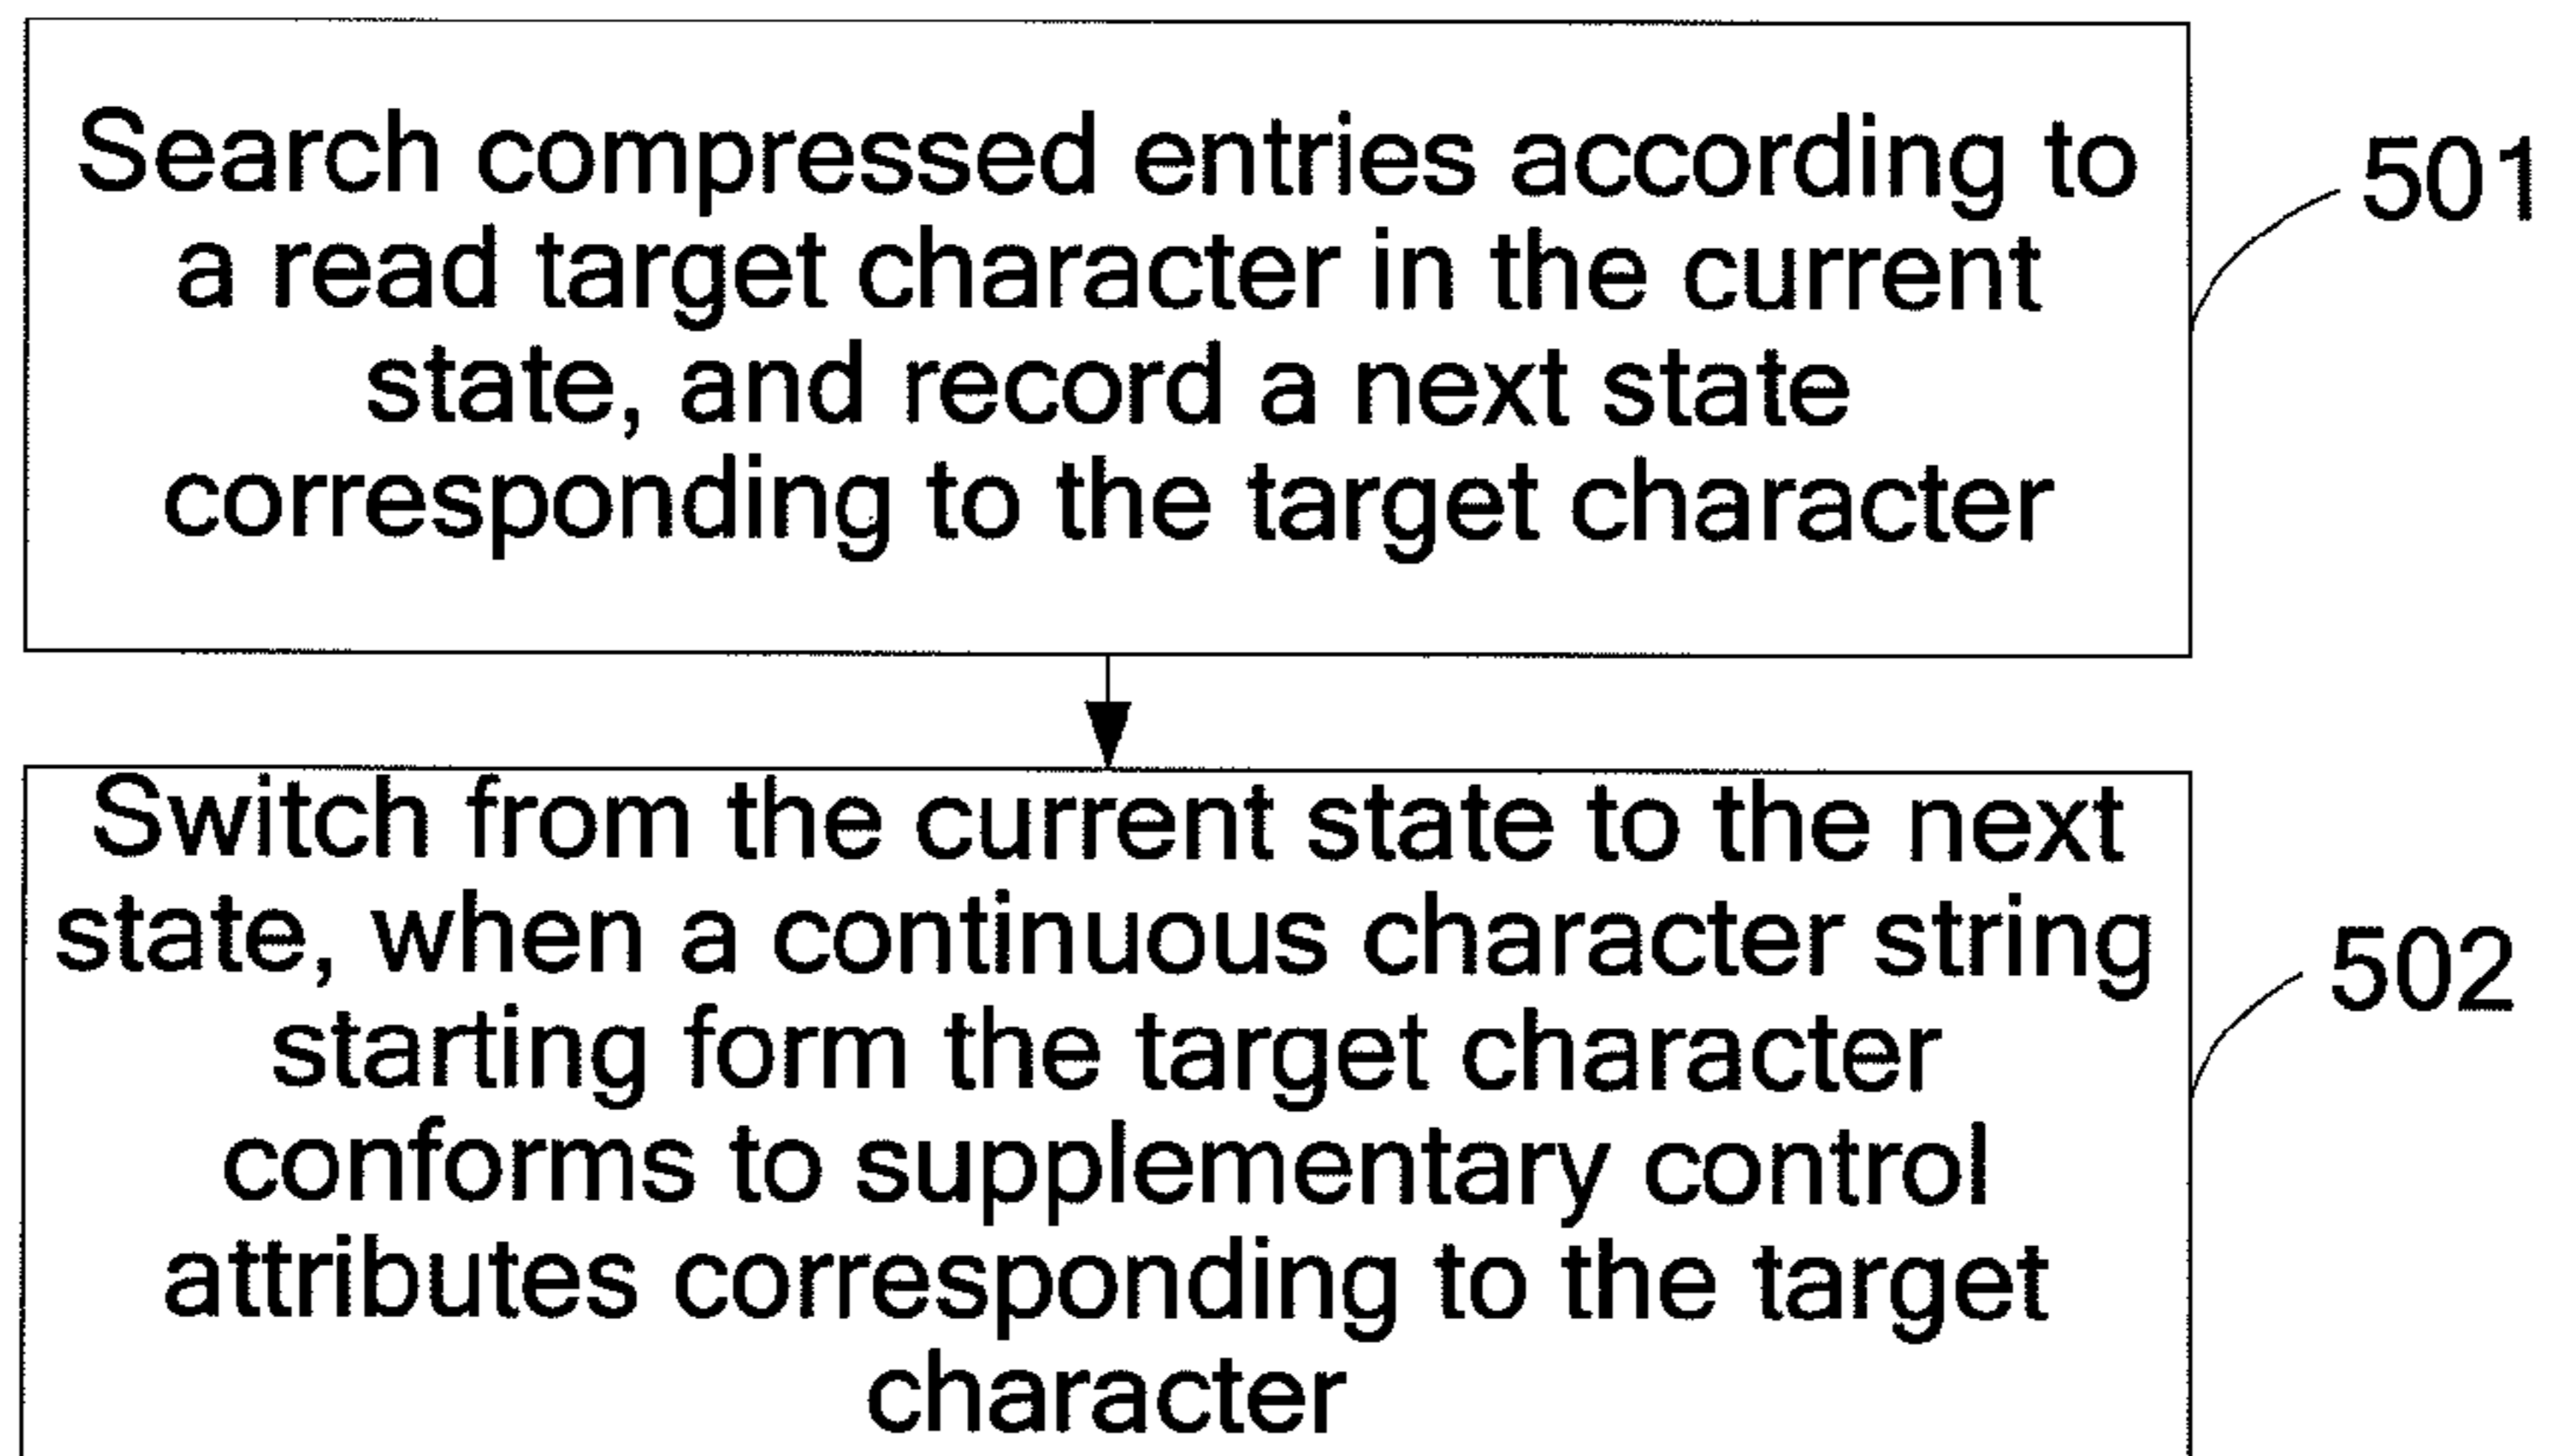 Search compressed entries according to
a read target character in the current
state, and record a next state
corresponding to the target character
501
Switch from the current state to the next
state, when a continuous character string
starting form the target character
conforms to supplementary control
attributes corresponding to the target
character
502